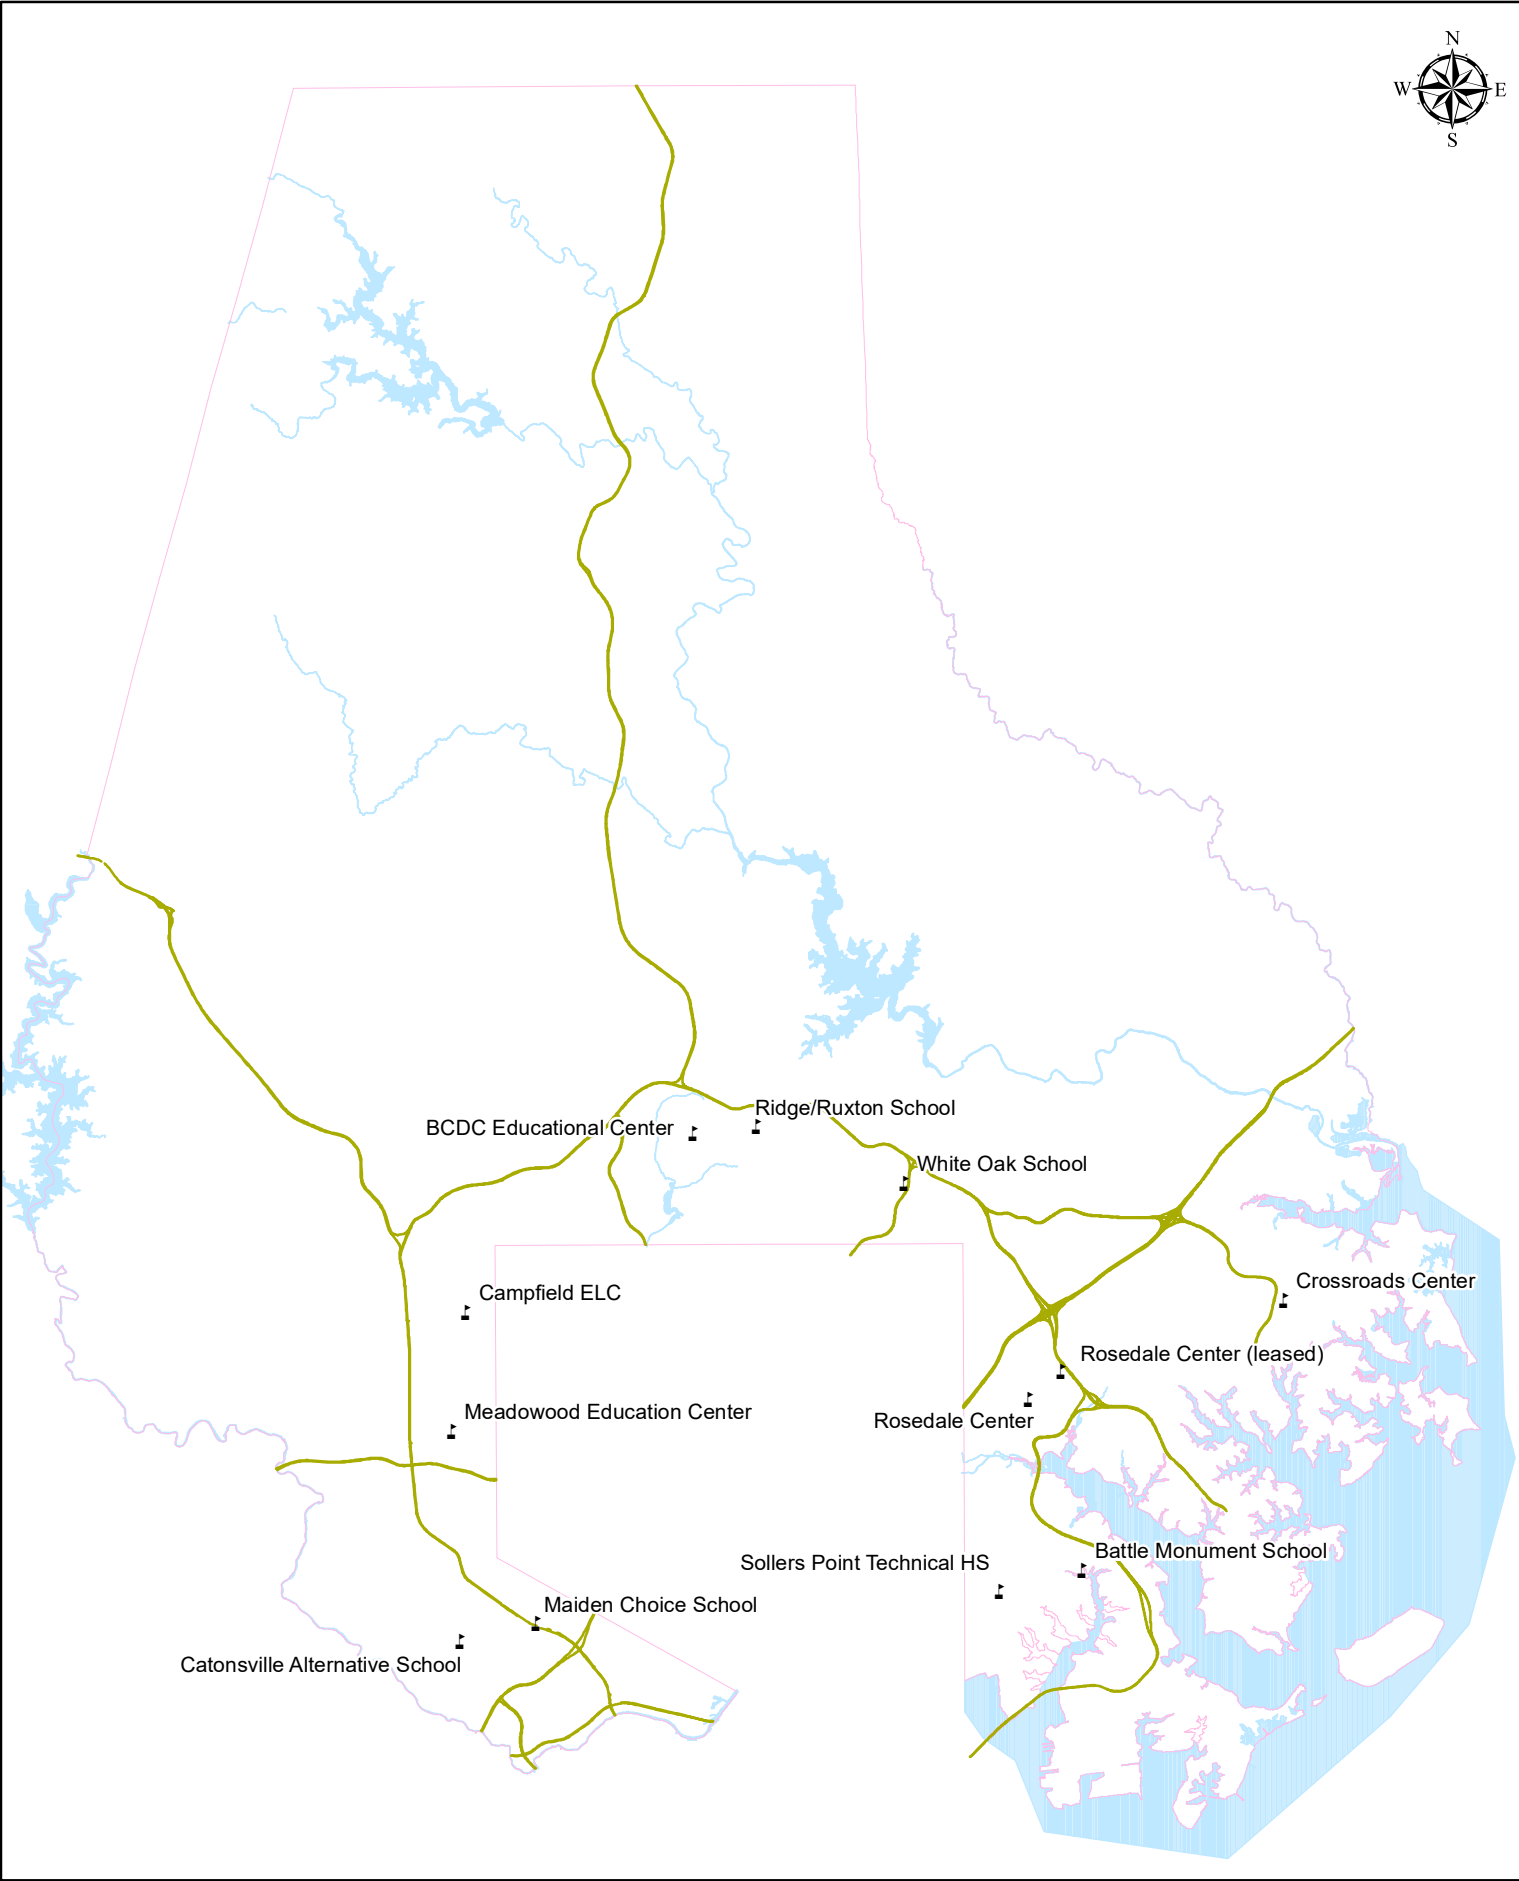 N
W
E
S
Ridge/Ruxton School
BCDC Educational Center
White Oak School
Crossroads Center
Campfield ELC
Rosedale Center (leased)
Meadowood Education Center
Rosedale Center
Battle Monument School
Sollers Point Technical HS
Maiden Choice School
Catonsville Alternative School